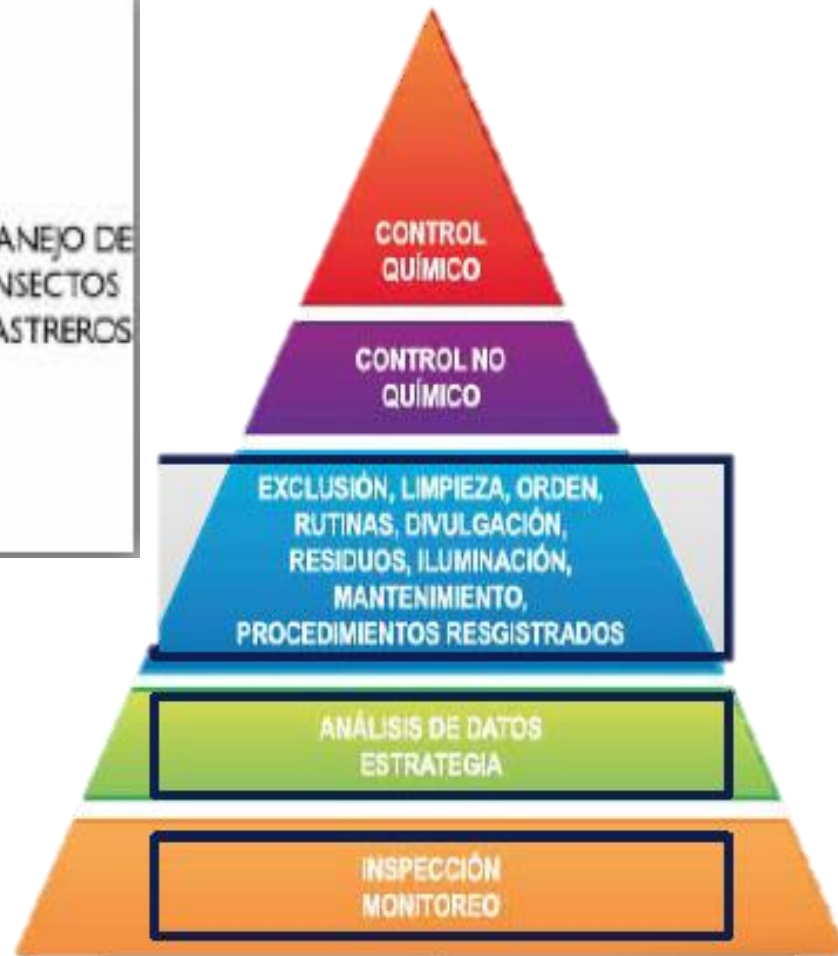 ANEJO DE
NSECTOS
ASTREROS
CONTROL
QUÍMICO
CONTROL NO
QUÍMICO
EXCLUSIÓN, LIMPIEZA, ORDEN,
RUTINAS, DIVULGACIÓN,
RESIDUOS, ILUMINACIÓN,
MANTENIMIENTO,
PROCEDIMIENTOS RESGISTRADOS
ANÁLISIS DE DATOS
ESTRATEGIA
INSPECCIÓN
MONITOREO